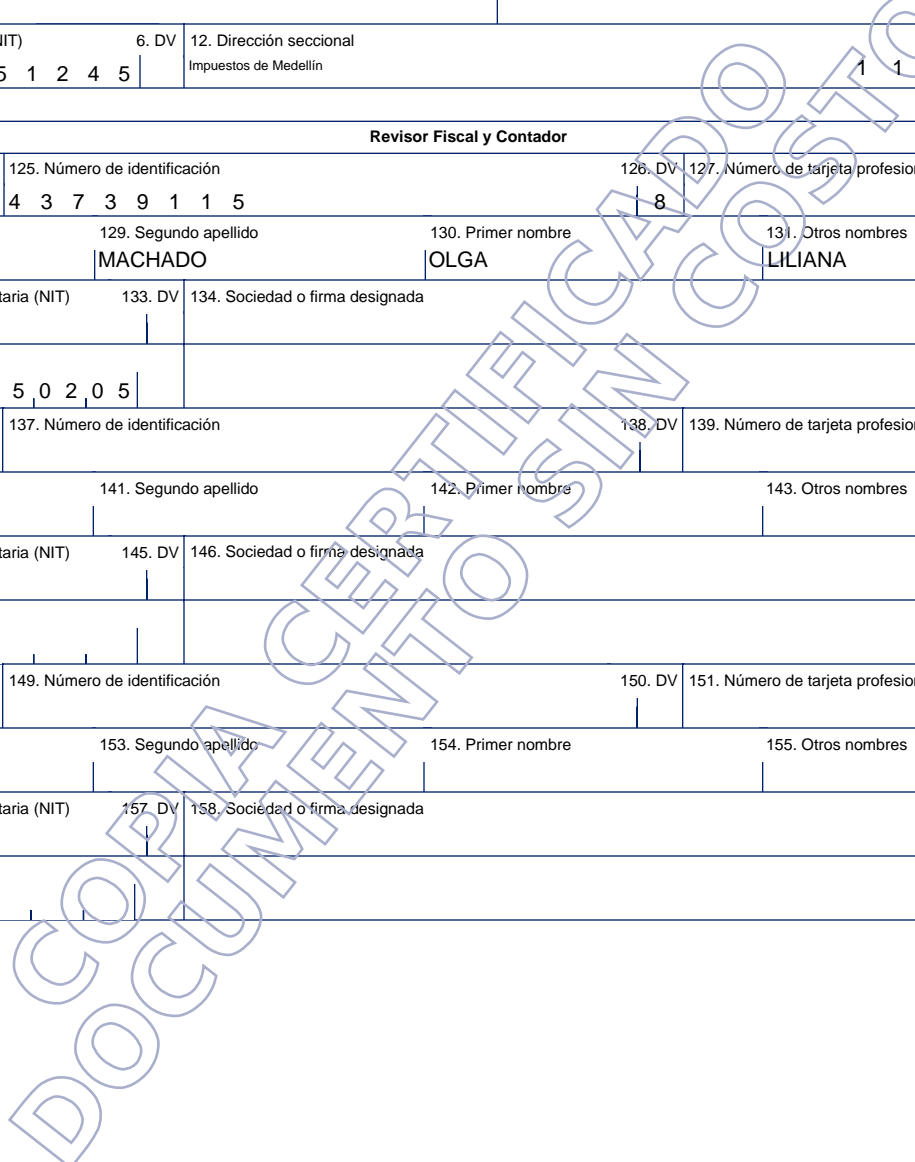 NIT) 6. DV 12. Dirección seccional
5 1 2 4 5 Impuestos de Medellín 1 1
Revisor Fiscal y Contador
125. Número de identificación 126. DV 127. Número de tarjeta profesion
4 3 7 3 9 1 1 5 8
129. Segundo apellido 130. Primer nombre 131. Otros nombres
MACHADO OLGA LILIANA
taria (NIT) 133. DV 134. Sociedad o firma designada
5 0 2 0 5
137. Número de identificación 138. DV 139. Número de tarjeta profesion
141. Segundo apellido 142. Primer nombre 143. Otros nombres
taria (NIT) 145. DV 146. Sociedad o firma designada
149. Número de identificación 150. DV 151. Número de tarjeta profesion
153. Segundo apellido 154. Primer nombre 155. Otros nombres
taria (NIT) 157. DV 158. Sociedad o firma designada
COPIA CERTIFICADO
DOCUMENTO SIN COSTO